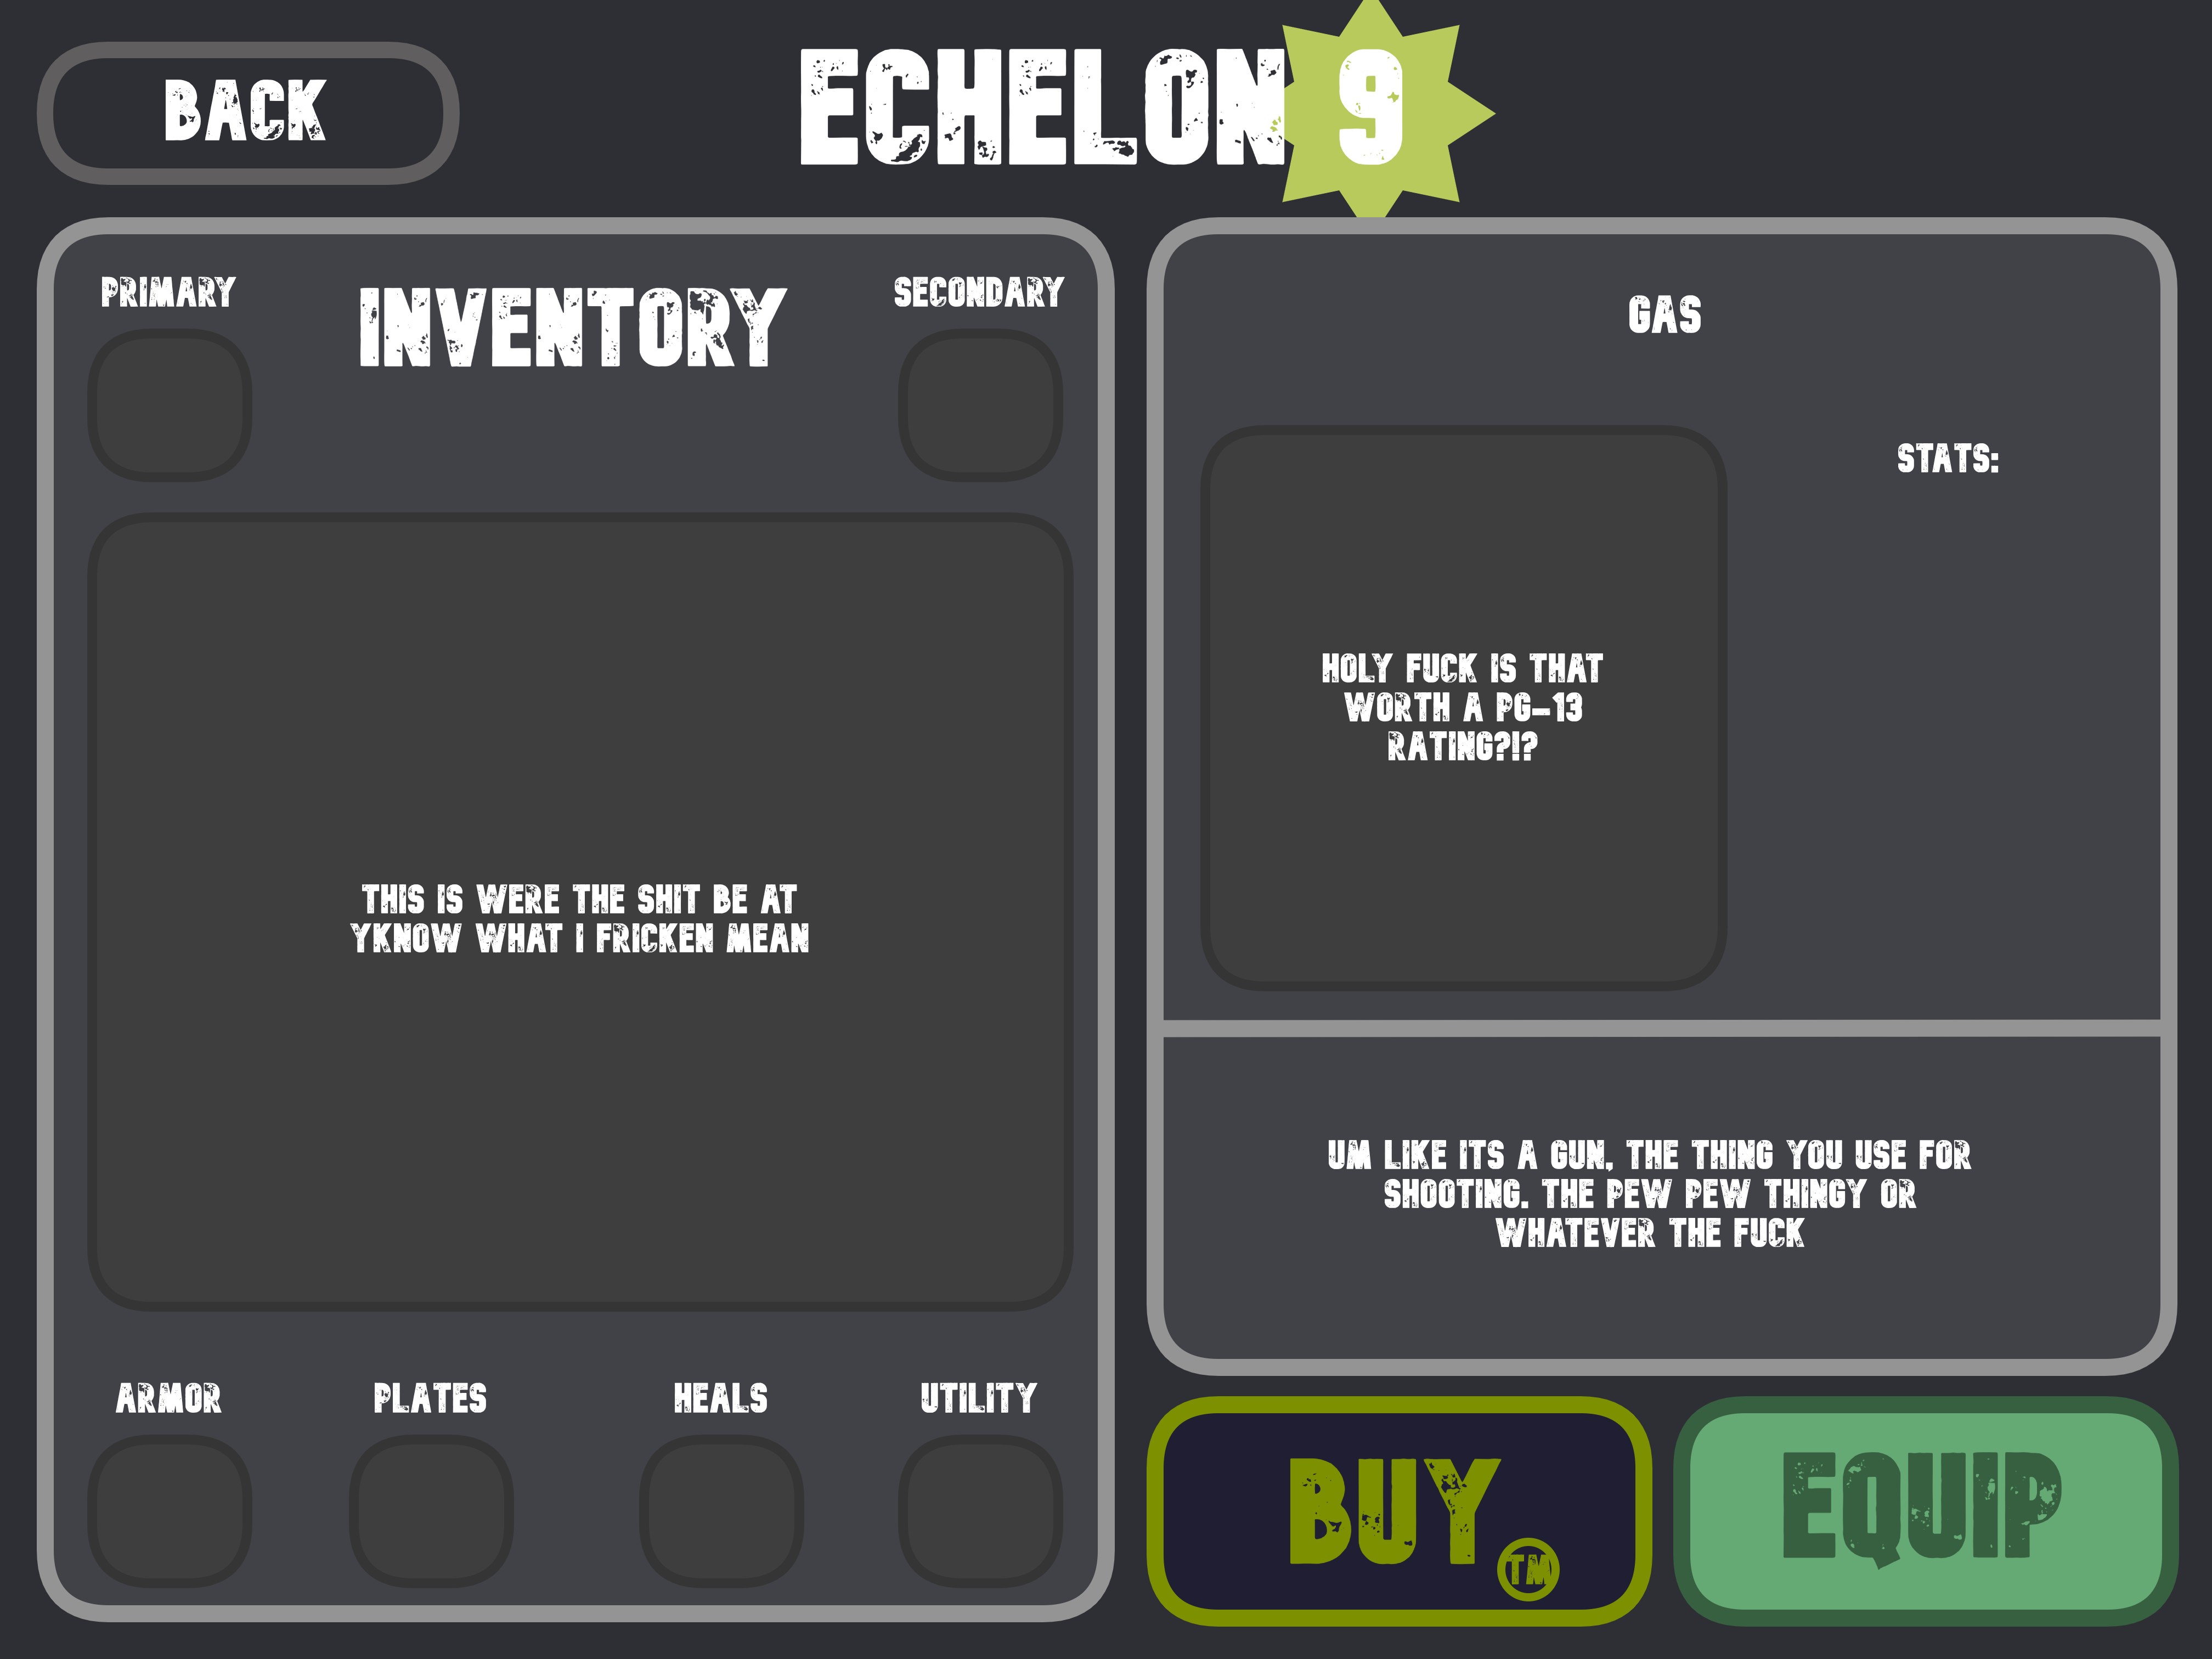 BACK
ECHELON 9
PRIMARY
INVENTORY
SECONDARY
THIS IS WERE THE SHIT BE AT
YKNOW WHAT I FRICKEN MEAN
ARMOR
PLATES
HEALS
UTILITY
GAS
STATS:
HOLY FUCK IS THAT
WORTH A PG-13
RATING?!?
UM LIKE ITS A GUN, THE THING YOU USE FOR
SHOOTING. THE PEW PEW THINGY OR
WHATEVER THE FUCK
BUY TM
EQUIP